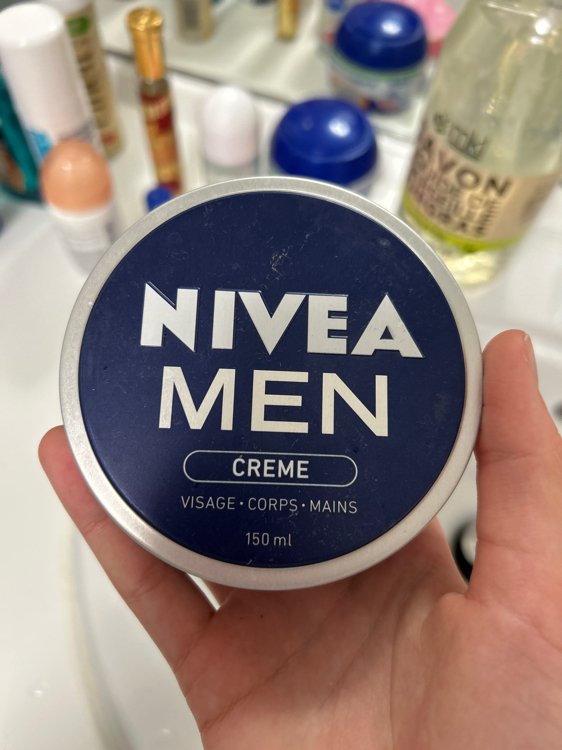 NIVEA
MEN
CREME
VISAGE • CORPS • MAINS
150 ml